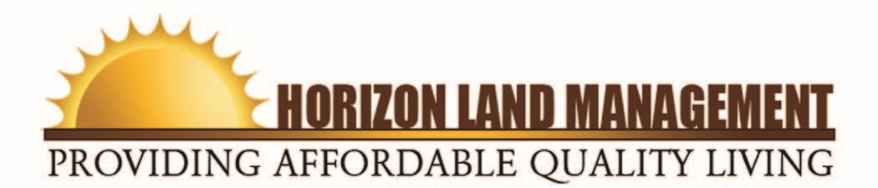 HORIZON LAND MANAGEMENT
PROVIDING AFFORDABLE QUALITY LIVING